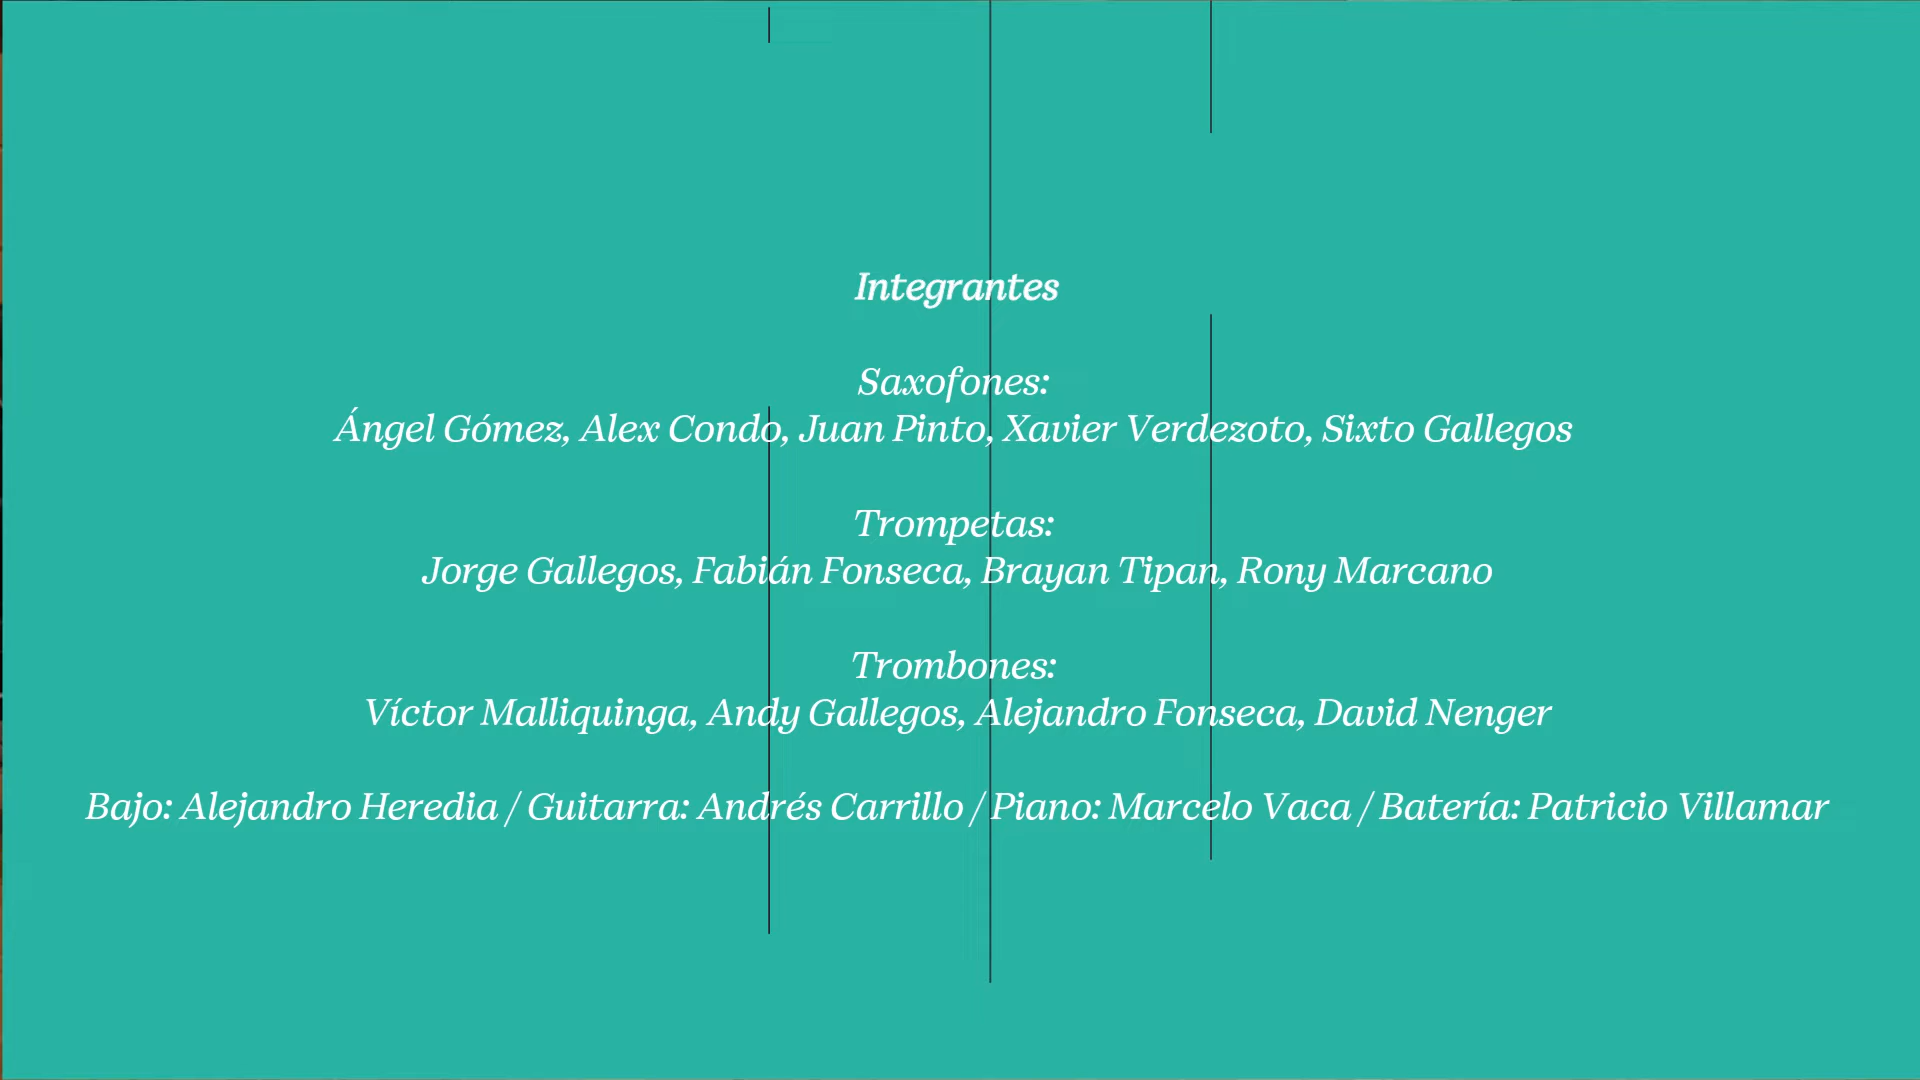 Integrantes
Saxofones:
Ángel Gómez, Alex Condo, Juan Pinto, Xavier Verdezoto, Sixto Gallegos
Trompetas:
Jorge Gallegos, Fabián Fonseca, Brayan Tipan, Rony Marcano
Trombones:
Víctor Malliquinga, Andy Gallegos, Alejandro Fonseca, David Nenger
Bajo: Alejandro Heredia / Guitarra: Andrés Carrillo / Piano: Marcelo Vaca / Batería: Patricio Villamar